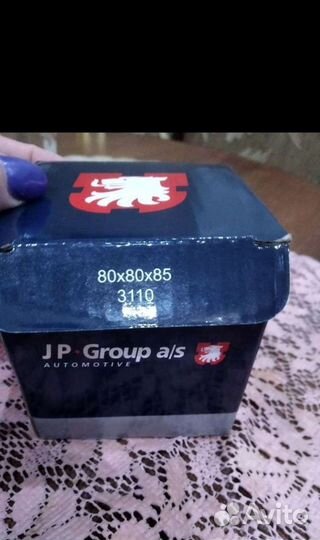 80x80x85
3110
JP Group a/s
AUTOMOTIVE
Avito